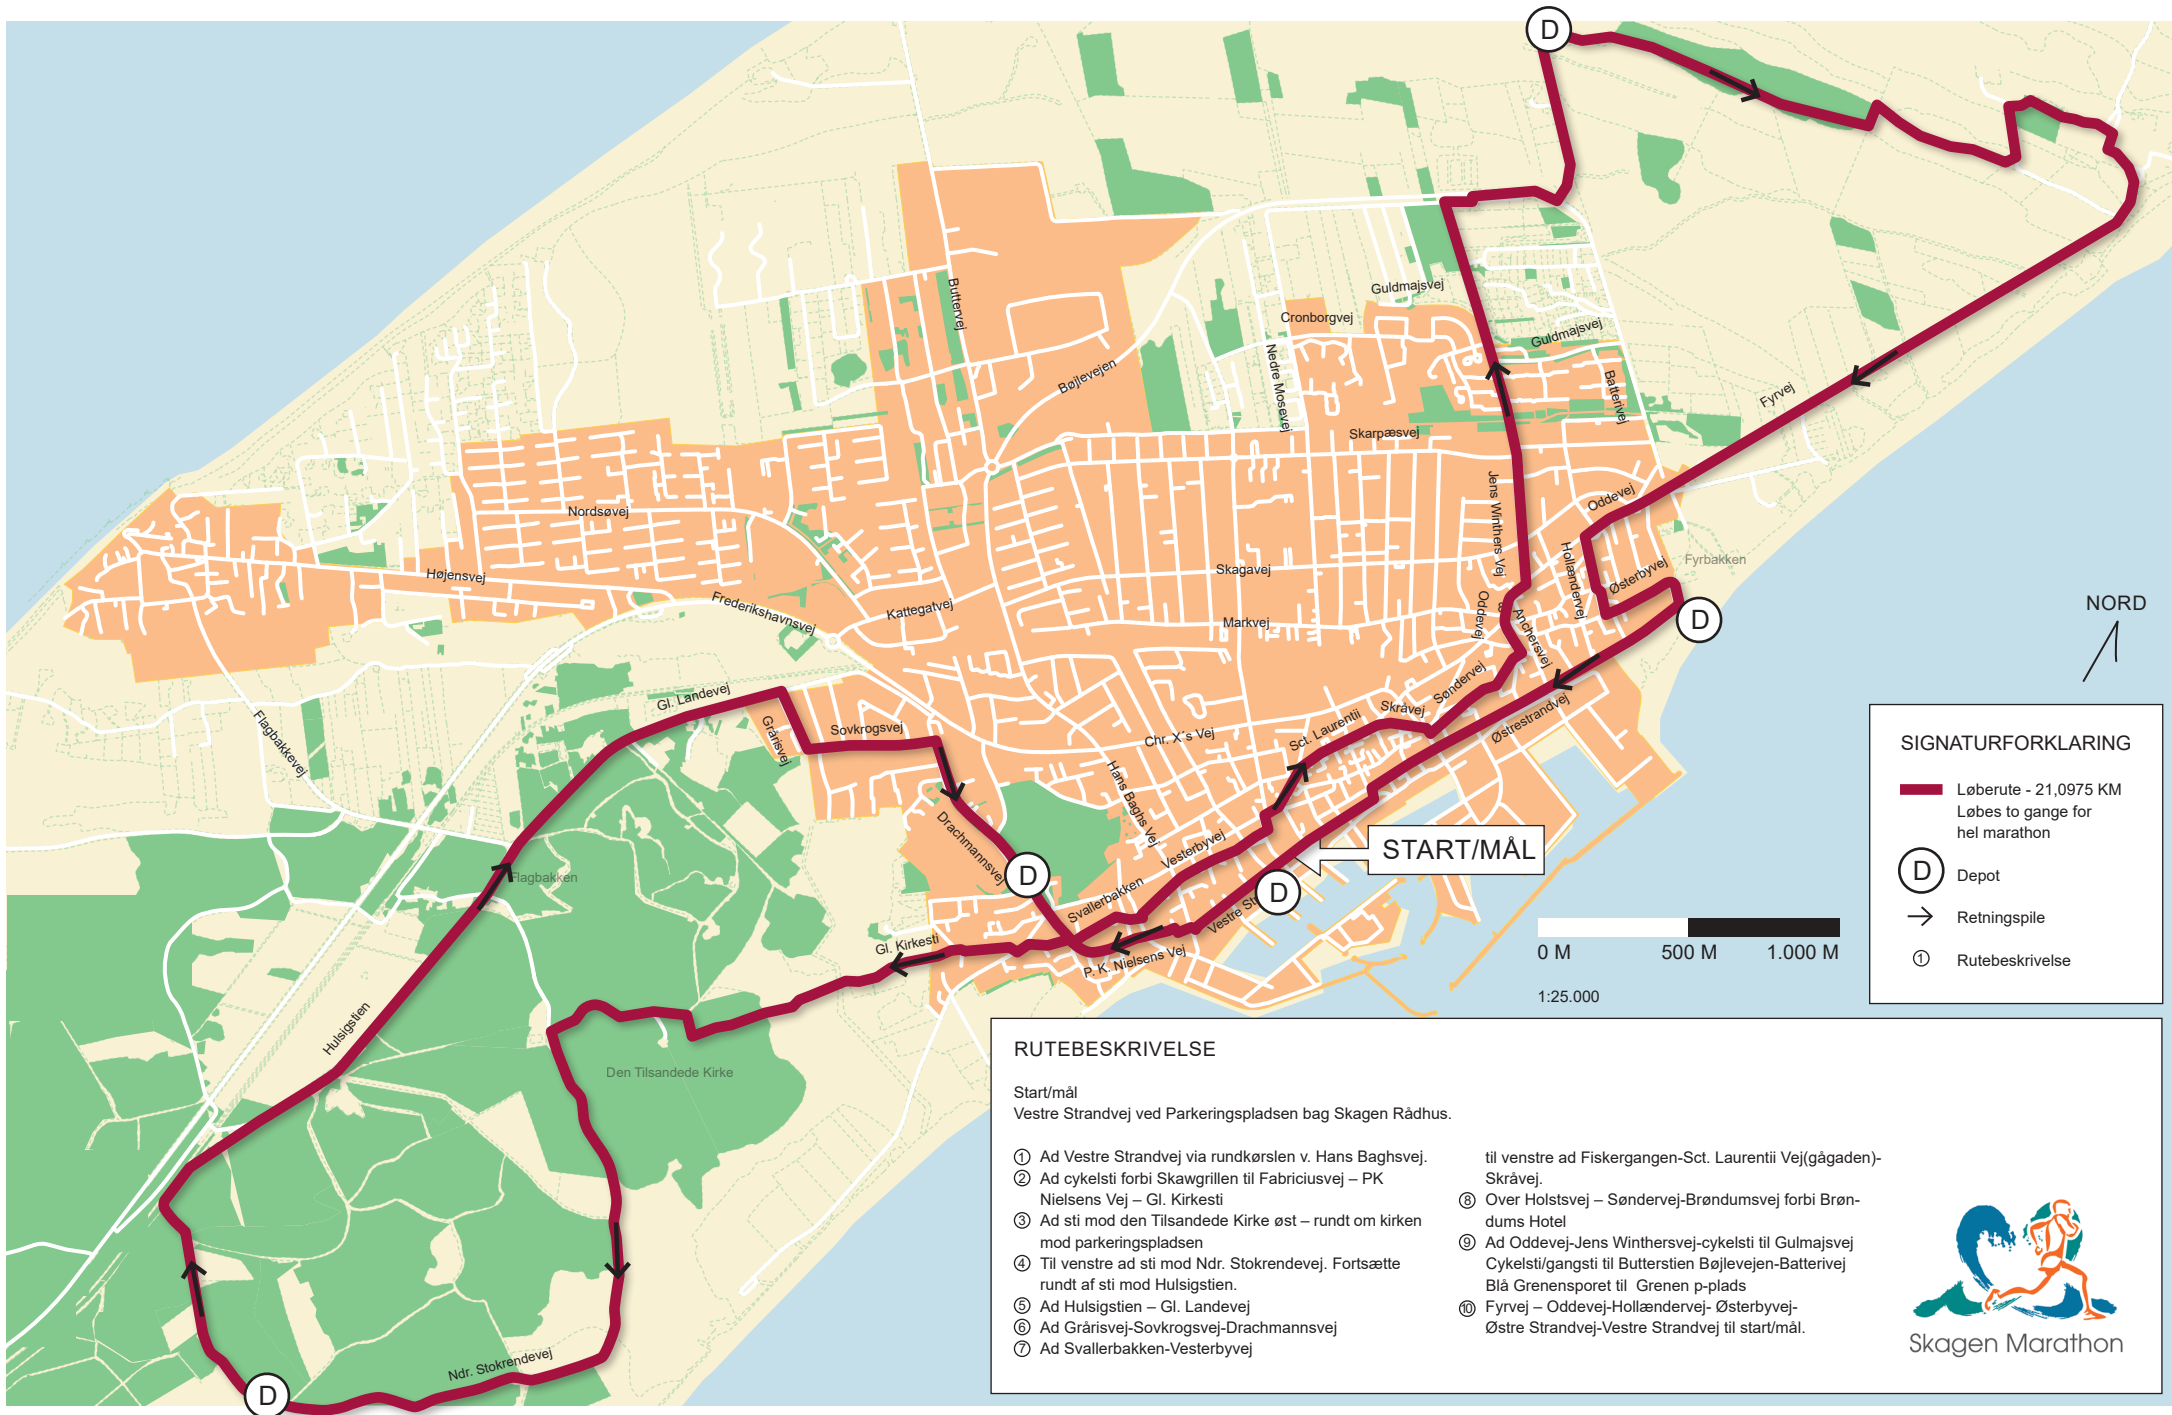 D
Buttervej
Guldmajsvej
Cronborgvej
Guldmajsvej
Bøjlevejen
Nedre Mosevej
Batterivej
Fyrvej
Skarpæsvej
Jens Winthers Vej
Oddevej
Nordsøvej
Højensvej
Frederikshavnsvej
Kattegatvej
Skagavej
Markvej
Hollændervej
Østerbyvej
Fyrbakken
D
Oddevej
8
Anchersvej
NORD
Flagbakkevej
Gl. Landevej
Grårisvej
Sovkrogsvej
Chr. X´s Vej
Sct. Laurentii
Skråvej
Søndervej
Østrestrandvej
Hans Baghs Vej
Drachmannsvej
D
Vesterbyvej
START/MÅL
D
Svallerbakken
Vestre Str
Flagbakken
Gl. Kirkesti
P. K. Nielsens Vej
Hulsigstien
Den Tilsandede Kirke
Ndr. Stokrendevej
D
0 M
500 M
1.000 M
1:25.000
SIGNATURFORKLARING
Løberute - 21,0975 KM
Løbes to gange for
hel marathon
D Depot
Retningspile
① Rutebeskrivelse
RUTEBESKRIVELSE
Start/mål
Vestre Strandvej ved Parkeringspladsen bag Skagen Rådhus.
① Ad Vestre Strandvej via rundkørslen v. Hans Baghsvej.
② Ad cykelsti forbi Skawgrillen til Fabriciusvej – PK
Nielsens Vej – Gl. Kirkesti
③ Ad sti mod den Tilsandede Kirke øst – rundt om kirken
mod parkeringspladsen
④ Til venstre ad sti mod Ndr. Stokrendevej. Fortsætte
rundt af sti mod Hulsigstien.
⑤ Ad Hulsigstien – Gl. Landevej
⑥ Ad Grårisvej-Sovkrogsvej-Drachmannsvej
⑦ Ad Svallerbakken-Vesterbyvej
til venstre ad Fiskergangen-Sct. Laurentii Vej(gågaden)-
Skråvej.
⑧ Over Holstsvej – Søndervej-Brøndumsvej forbi Brøn-
dums Hotel
⑨ Ad Oddevej-Jens Winthersvej-cykelsti til Gulmajsvej
Cykelsti/gangsti til Butterstien Bøjlevejen-Batterivej
Blå Grenensporet til Grenen p-plads
⑩ Fyrvej – Oddevej-Hollændervej- Østerbyvej-
Østre Strandvej-Vestre Strandvej til start/mål.
Skagen Marathon